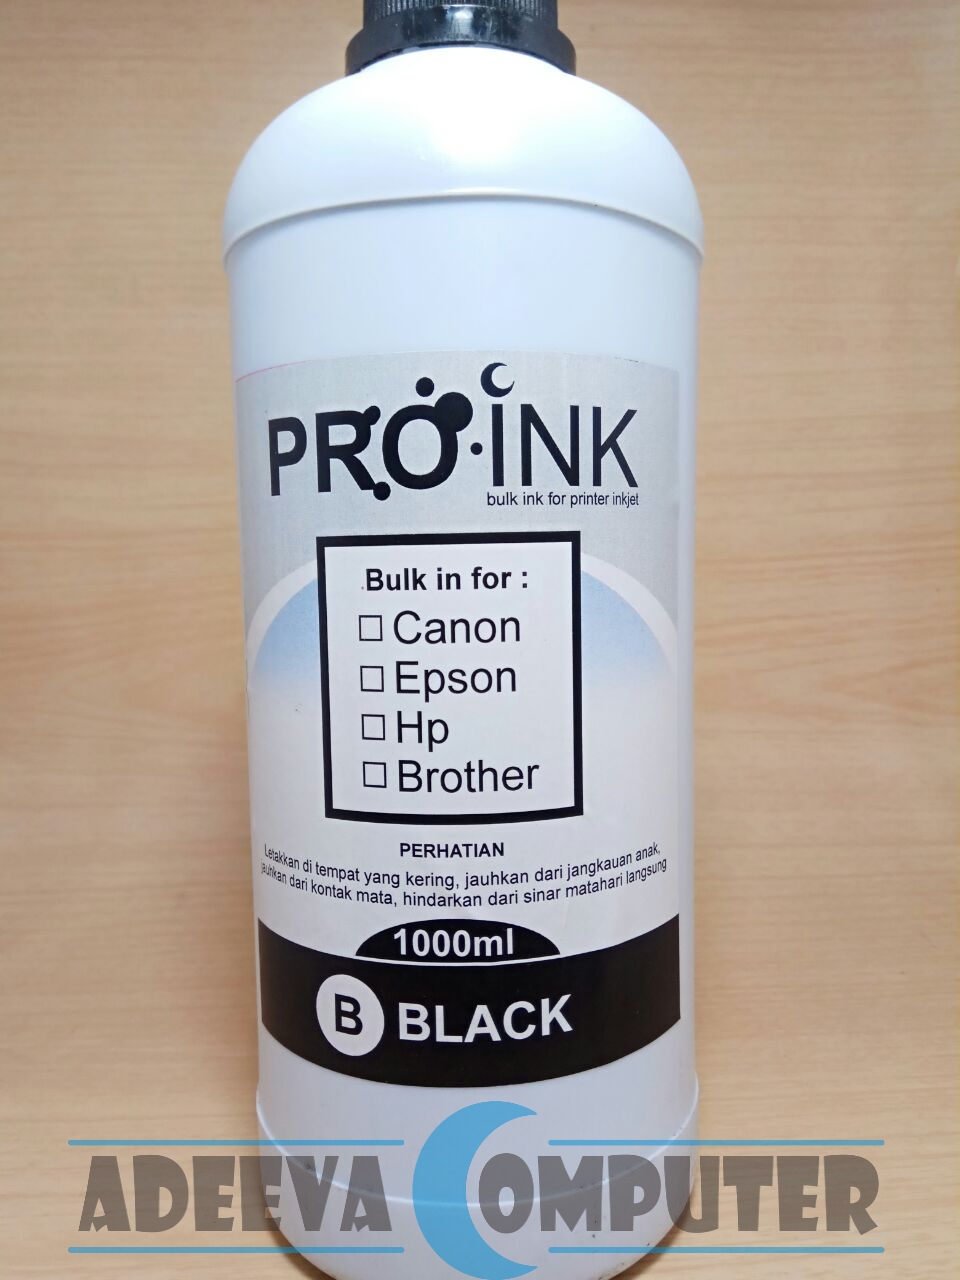 PRO.INK
bulk ink for printer inkjet
Bulk in for :
Canon
Epson
Hp
Brother
PERHATIAN
Letakkan di tempat yang kering, jauhkan dari jangkauan anak,
jauhkan dari kontak mata, hindarkan dari sinar matahari langsung
1000ml
B BLACK
ADEEVA COMPUTER